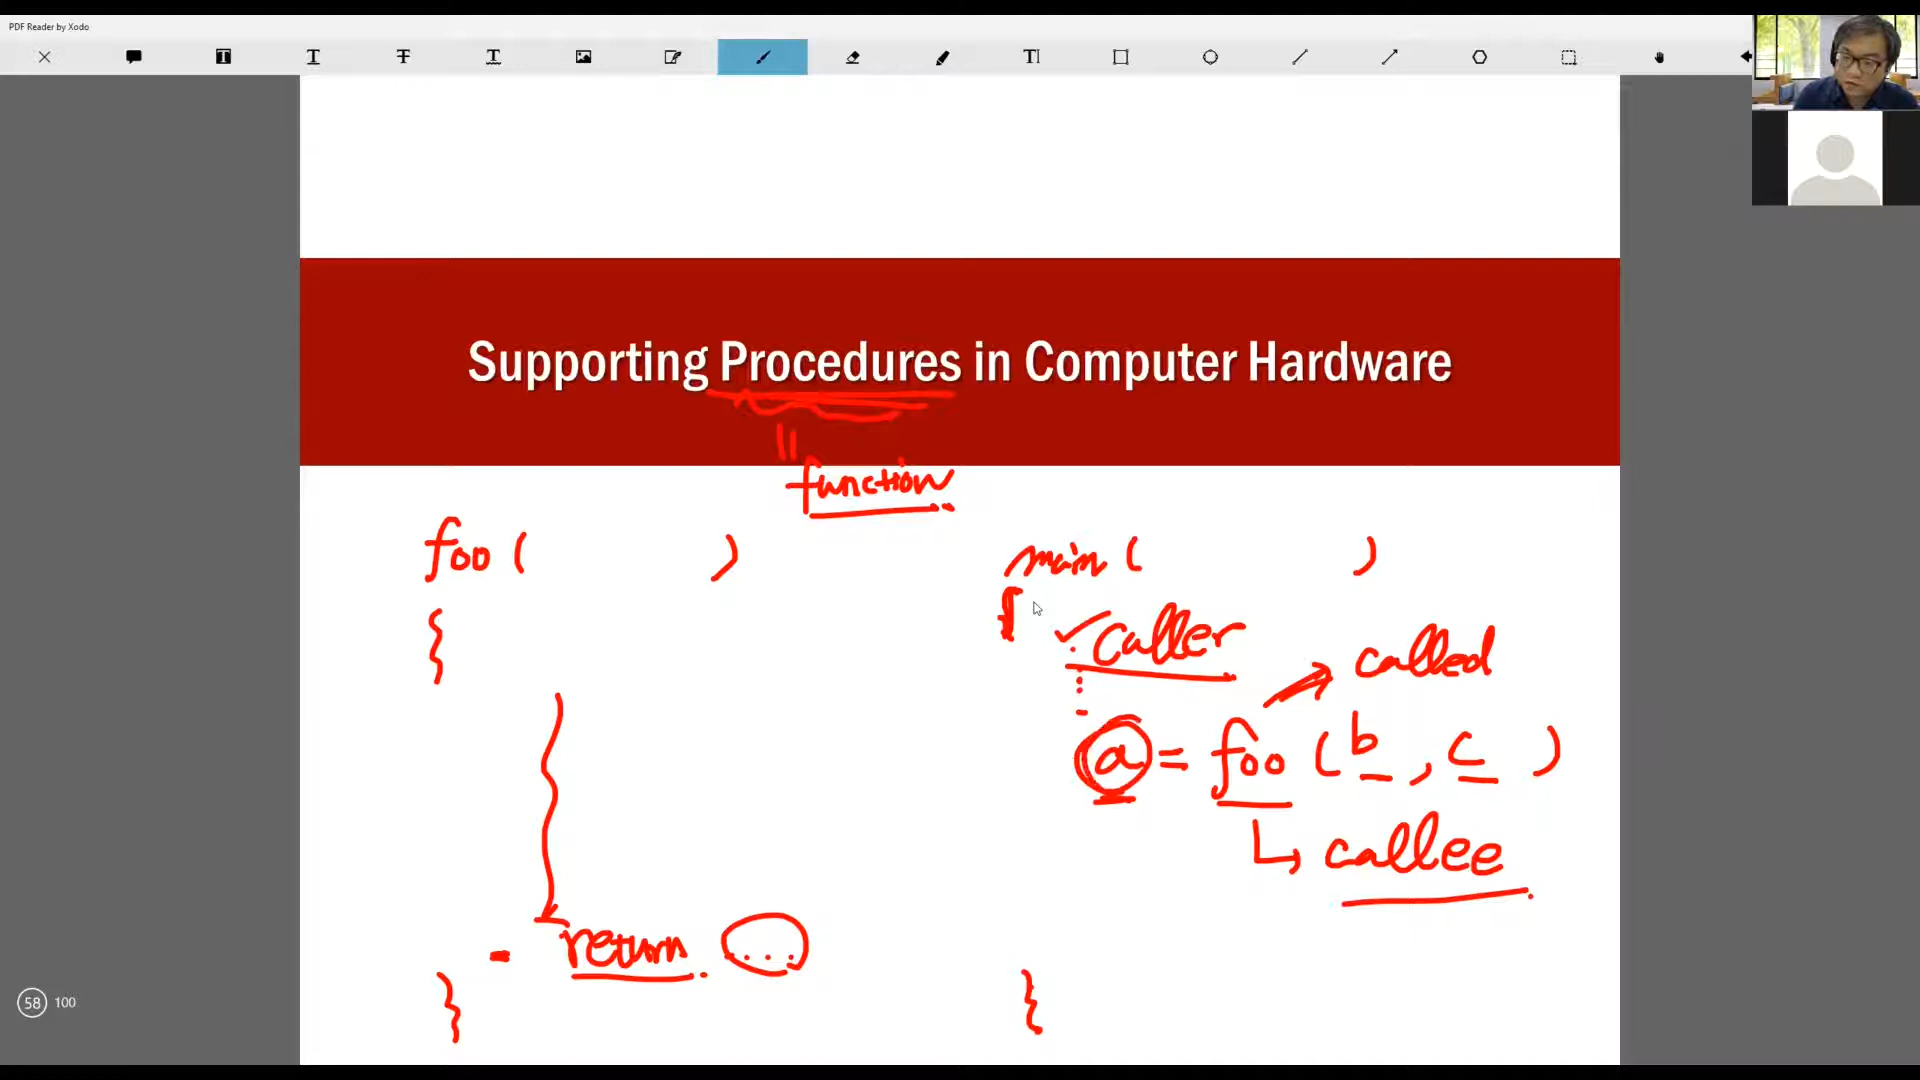 PDF Reader by Xodo
Supporting Procedures in Computer Hardware
function
foo ( )
{
return ....
}
main ( )
{
caller
called
a = foo ( b , c )
callee
}
58 100